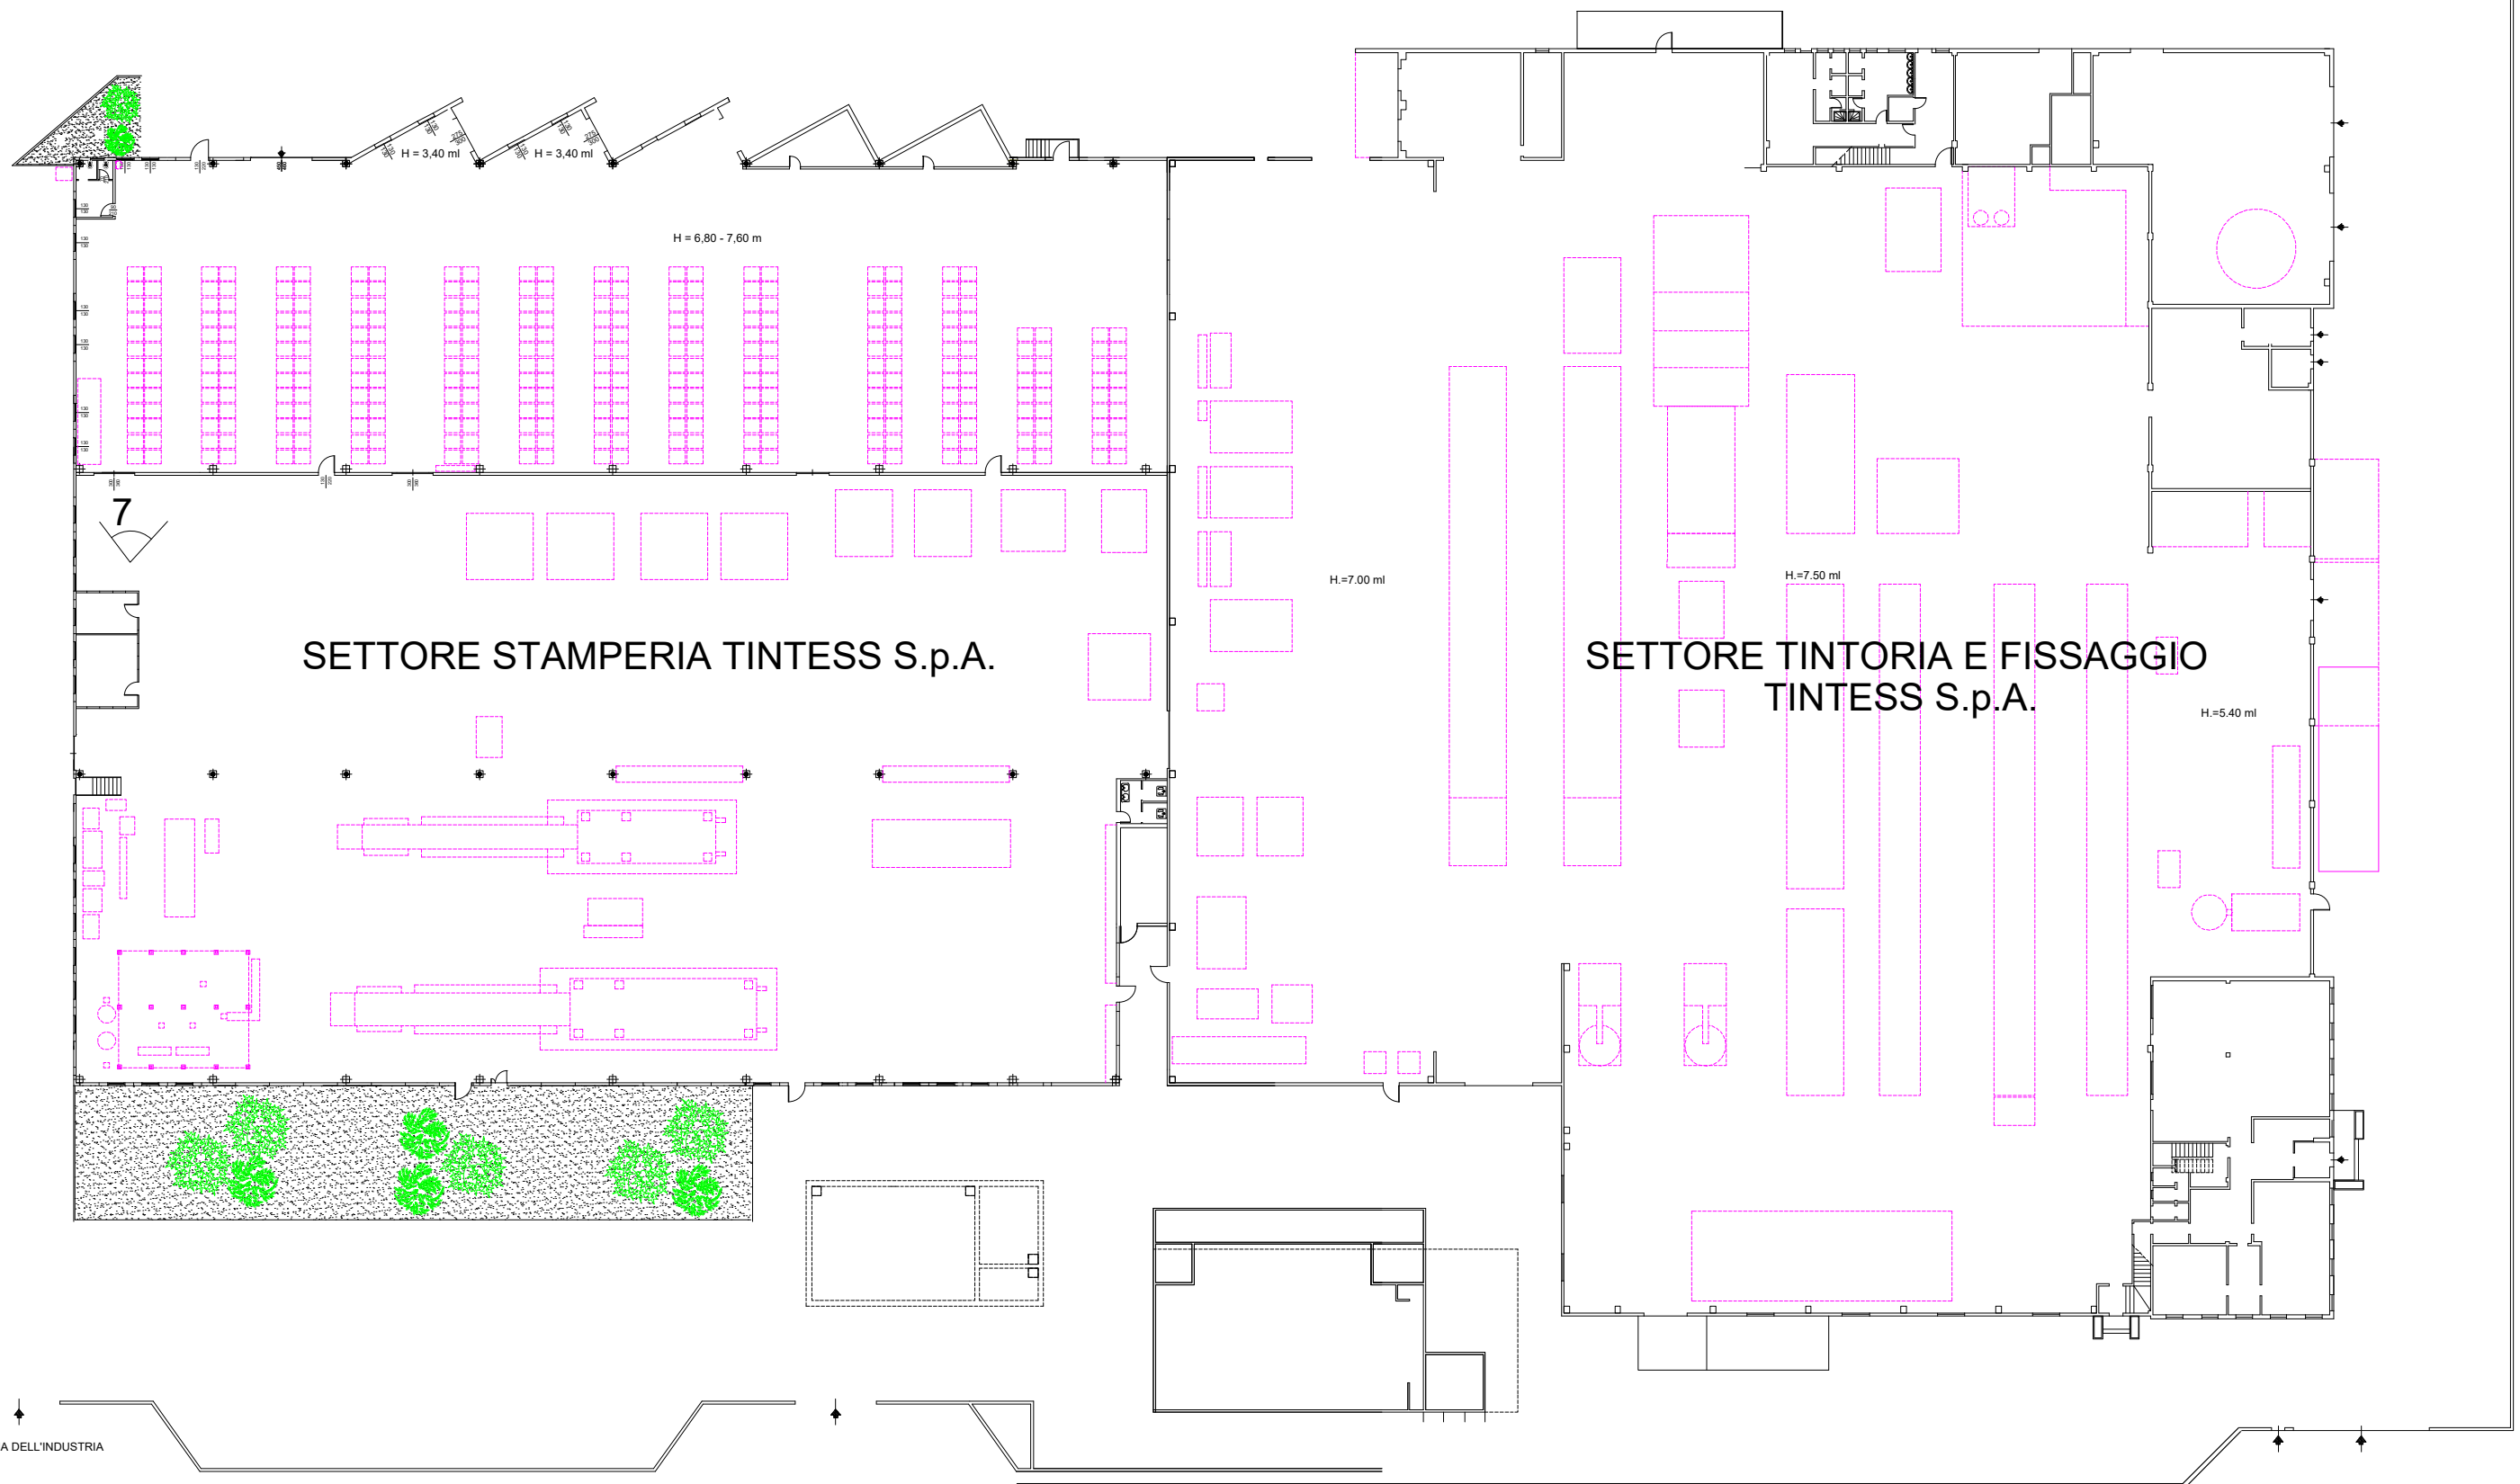 H = 3,40 ml
H = 3,40 ml
H = 6,80 - 7,60 m
7
H.=7.00 ml
H.=7.50 ml
SETTORE STAMPERIA TINTESS S.p.A.
SETTORE TINTORIA E FISSAGGIO
TINTESS S.p.A.
H.=5.40 ml
A DELL'INDUSTRIA